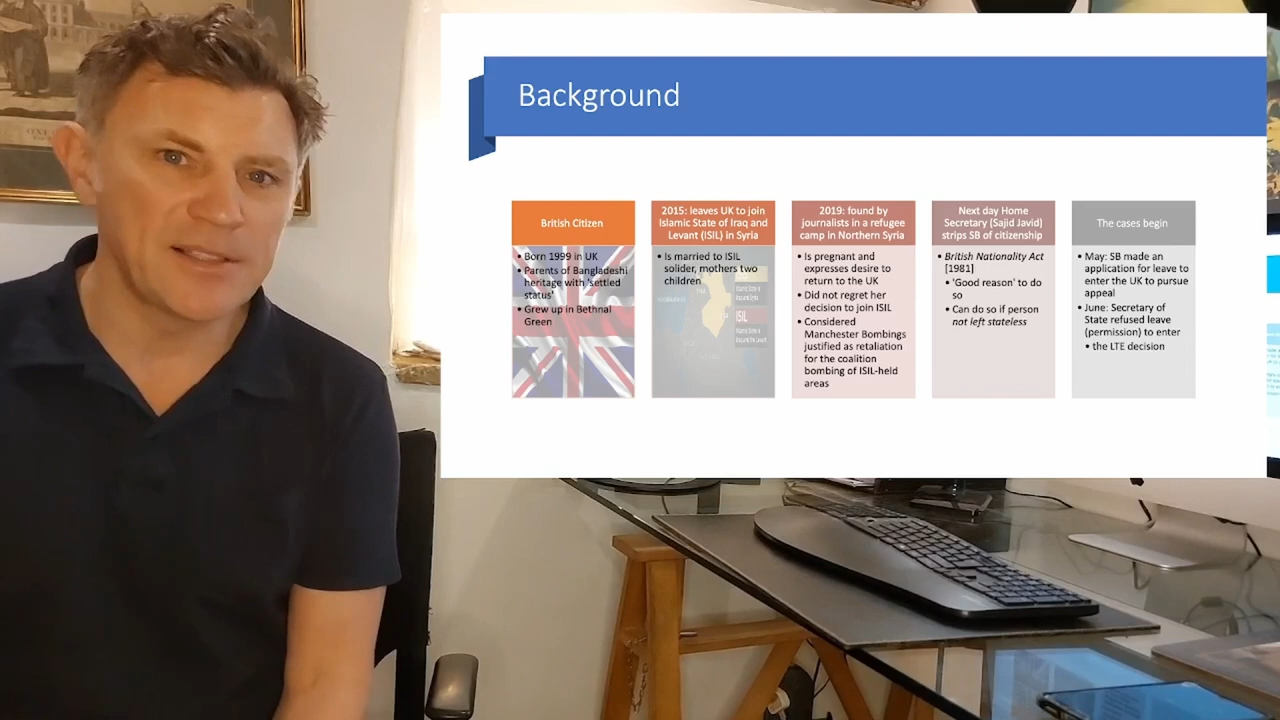 Background
British Citizen
• Born 1999 in UK
• Parents of Bangladeshi
heritage with 'settled
status'
• Grew up in Bethnal
Green
2015: leaves UK to join
Islamic State of Iraq and
Levant (ISIL) in Syria
• Is married to ISIL
solider, mothers two
children
ISIL
2019: found by
journalists in a refugee
camp in Northern Syria
• Is pregnant and
expresses desire to
return to the UK
• Did not regret her
decision to join ISIL
• Considered
Manchester Bombings
justified as retaliation
for the coalition
bombing of ISIL-held
areas
Next day Home
Secretary (Sajid Javid)
strips SB of citizenship
• British Nationality Act
[1981]
• 'Good reason' to do
so
• Can do so if person
not left stateless
The cases begin
• May: SB made an
application for leave to
enter the UK to pursue
appeal
• June: Secretary of
State refused leave
(permission) to enter
• the LTE decision